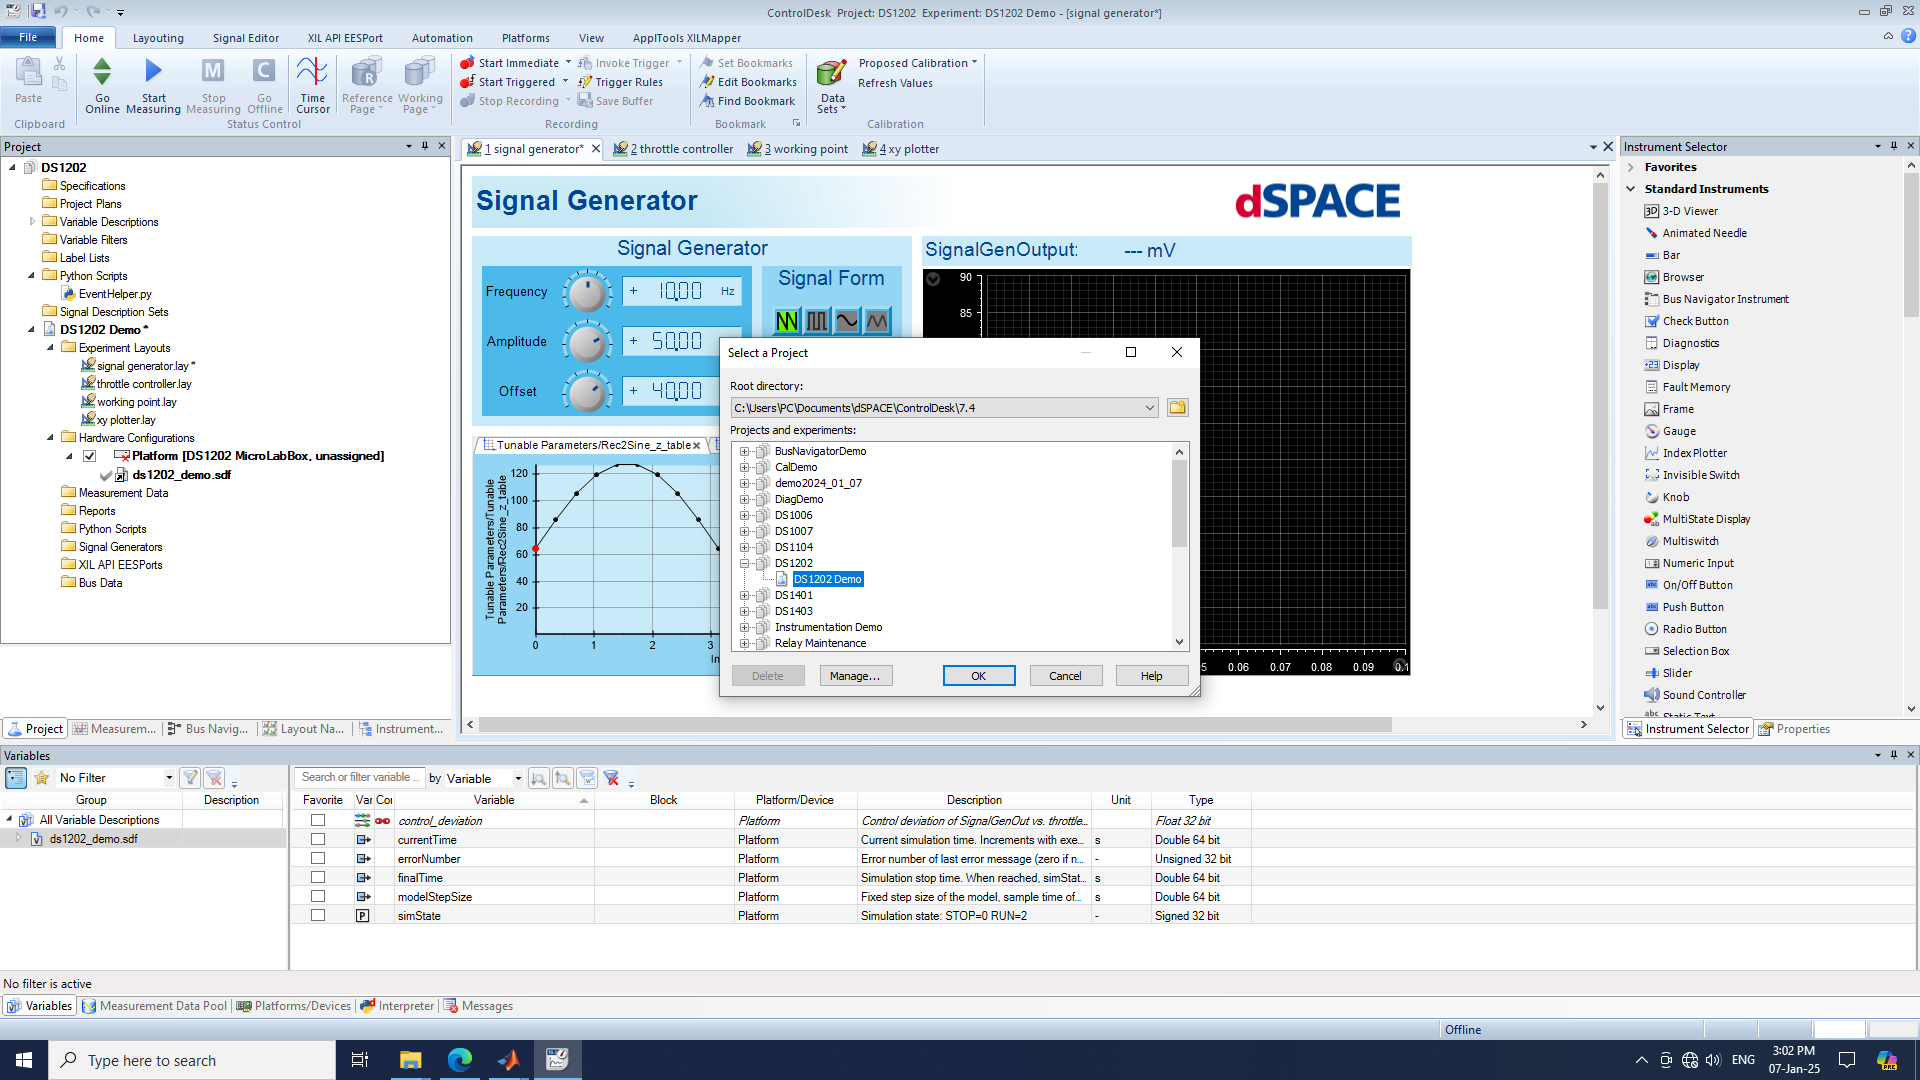 ControlDesk Project: DS1202 Experiment: DS1202 Demo - [signal generator*]
File Home Layouting Signal Editor XIL API EESPort Automation Platforms View ApplTools XILMapper
Paste
Go Online
Start Measuring
Stop Measuring
Go Offline
Time Cursor
Reference Page
Working Page
Start Immediate
Start Triggered
Stop Recording
Invoke Trigger
Trigger Rules
Save Buffer
Set Bookmarks
Edit Bookmarks
Find Bookmark
Data Sets
Proposed Calibration
Refresh Values
Clipboard Status Control Recording Bookmark Calibration
Project
DS1202
Specifications
Project Plans
Variable Descriptions
Variable Filters
Label Lists
Python Scripts
EventHelper.py
Signal Description Sets
DS1202 Demo *
Experiment Layouts
signal generator.lay *
throttle controller.lay
working point.lay
xy plotter.lay
Hardware Configurations
Platform [DS1202 MicroLabBox, unassigned]
ds1202_demo.sdf
Measurement Data
Reports
Python Scripts
Signal Generators
XIL API EESPorts
Bus Data
Project Measurem... Bus Navig... Layout Na... Instrument...
1 signal generator* 2 throttle controller 3 working point 4 xy plotter
Signal Generator
dSPACE
Signal Generator
Frequency + 10.00 Hz
Amplitude + 50.00
Offset + 40.00
Signal Form
SignalGenOutput: --- mV
90
85
0.06 0.07 0.08 0.09 0.1
Tunable Parameters/Rec2Sine_z_table
Tunable Parameters/Tunable
Parameters/Rec2Sine_z_table
120
100
80
60
40
20
0 1 2 3
Select a Project
Root directory:
C:\Users\PC\Documents\dSPACE\ControlDesk\7.4
Projects and experiments:
BusNavigatorDemo
CalDemo
demo2024_01_07
DiagDemo
DS1006
DS1007
DS1104
DS1202
DS1202 Demo
DS1401
DS1403
Instrumentation Demo
Relay Maintenance
Delete Manage... OK Cancel Help
Instrument Selector
Favorites
Standard Instruments
3-D Viewer
Animated Needle
Bar
Browser
Bus Navigator Instrument
Check Button
Diagnostics
Display
Fault Memory
Frame
Gauge
Index Plotter
Invisible Switch
Knob
MultiState Display
Multiswitch
Numeric Input
On/Off Button
Push Button
Radio Button
Selection Box
Slider
Sound Controller
Static Text
Instrument Selector Properties
Variables
No Filter
Search or filter variable ... by Variable
Group Description
All Variable Descriptions
ds1202_demo.sdf
Favorite Var Cor Variable Block Platform/Device Description Unit Type
control_deviation Platform Control deviation of SignalGenOut vs. throttle... Float 32 bit
currentTime Platform Current simulation time. Increments with exe... s Double 64 bit
errorNumber Platform Error number of last error message (zero if n... - Unsigned 32 bit
finalTime Platform Simulation stop time. When reached, simStat... s Double 64 bit
modelStepSize Platform Fixed step size of the model, sample time of... s Double 64 bit
simState Platform Simulation state: STOP=0 RUN=2 - Signed 32 bit
No filter is active
Variables Measurement Data Pool Platforms/Devices Interpreter Messages
Offline
Type here to search
ENG
3:02 PM
07-Jan-25